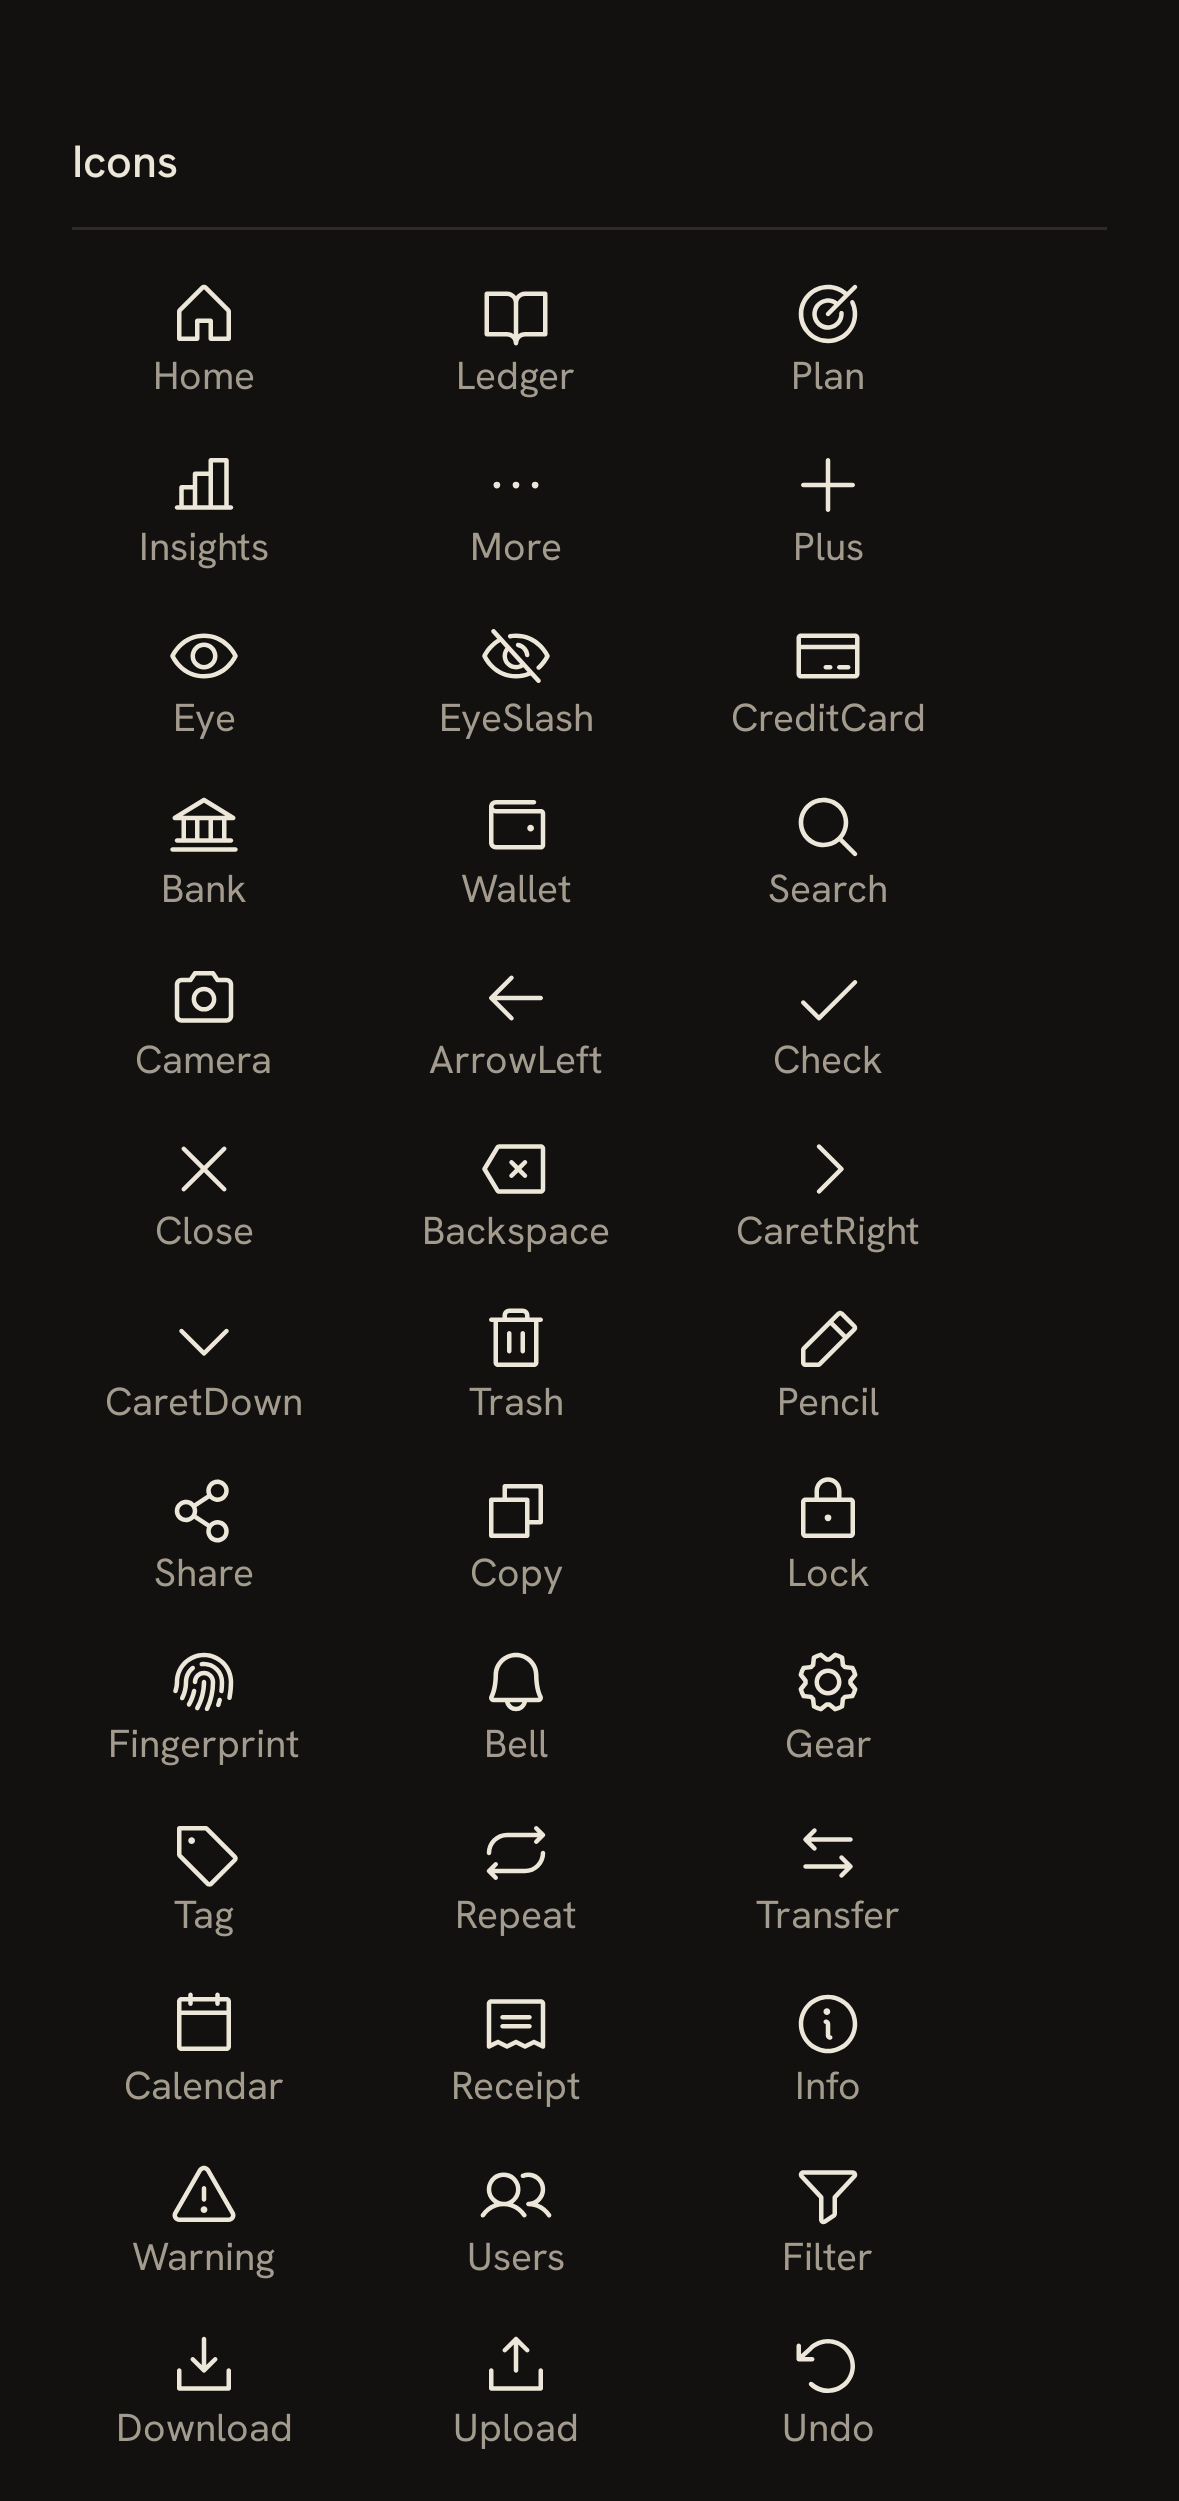 Icons
Home Ledger Plan
Insights More Plus
Eye EyeSlash CreditCard
Bank Wallet Search
Camera ArrowLeft Check
Close Backspace CaretRight
CaretDown Trash Pencil
Share Copy Lock
Fingerprint Bell Gear
Tag Repeat Transfer
Calendar Receipt Info
Warning Users Filter
Download Upload Undo